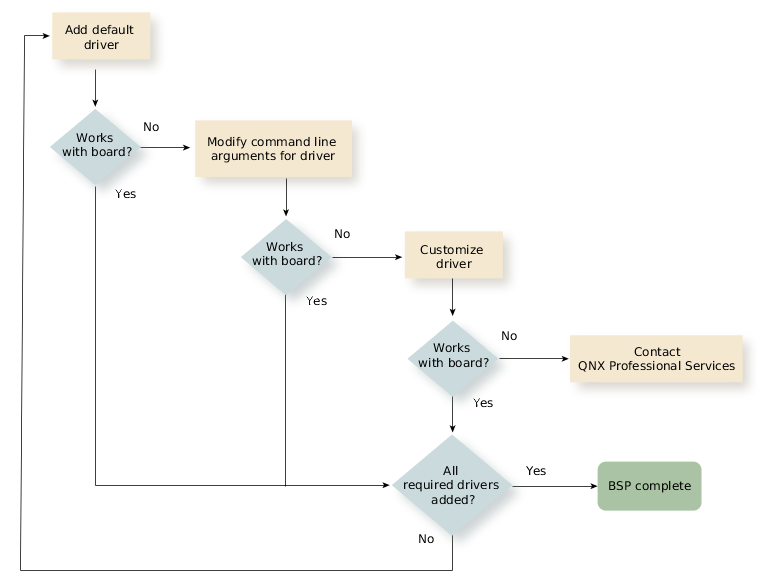 Add default
driver
Works
with board?
No
Modify command line
arguments for driver
Yes
Works
with board?
No
Customize
driver
Yes
Works
with board?
No
Contact
QNX Professional Services
Yes
All
required drivers
added?
Yes
BSP complete
No